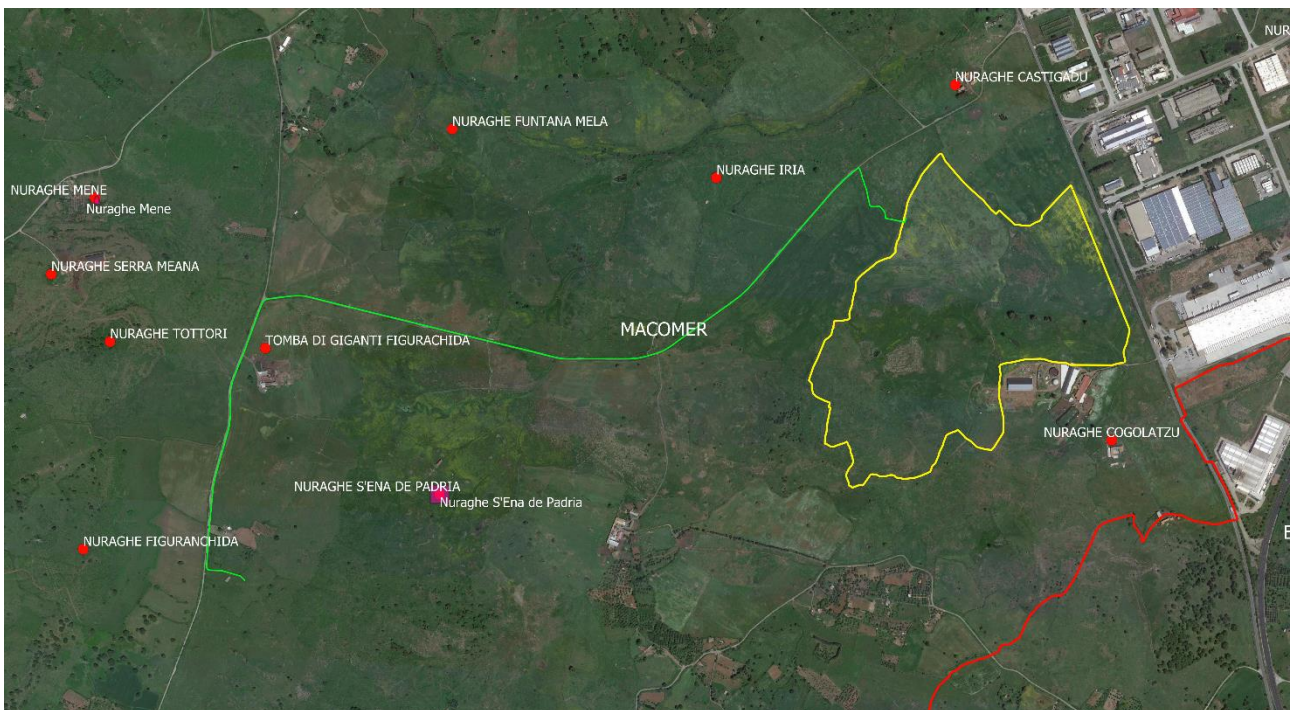 NUR
NURAGHE CASTIGADU
NURAGHE FUNTANA MELA
NURAGHE IRIA
NURAGHE MENE
Nuraghe Mene
NURAGHE SERRA MEANA
MACOMER
NURAGHE TOTTORI
TOMBA DI GIGANTI FIGURACHIDA
NURAGHE COGOLATZU
NURAGHE S'ENA DE PADRIA
Nuraghe S'Ena de Padria
E
NURAGHE FIGURANCHIDA